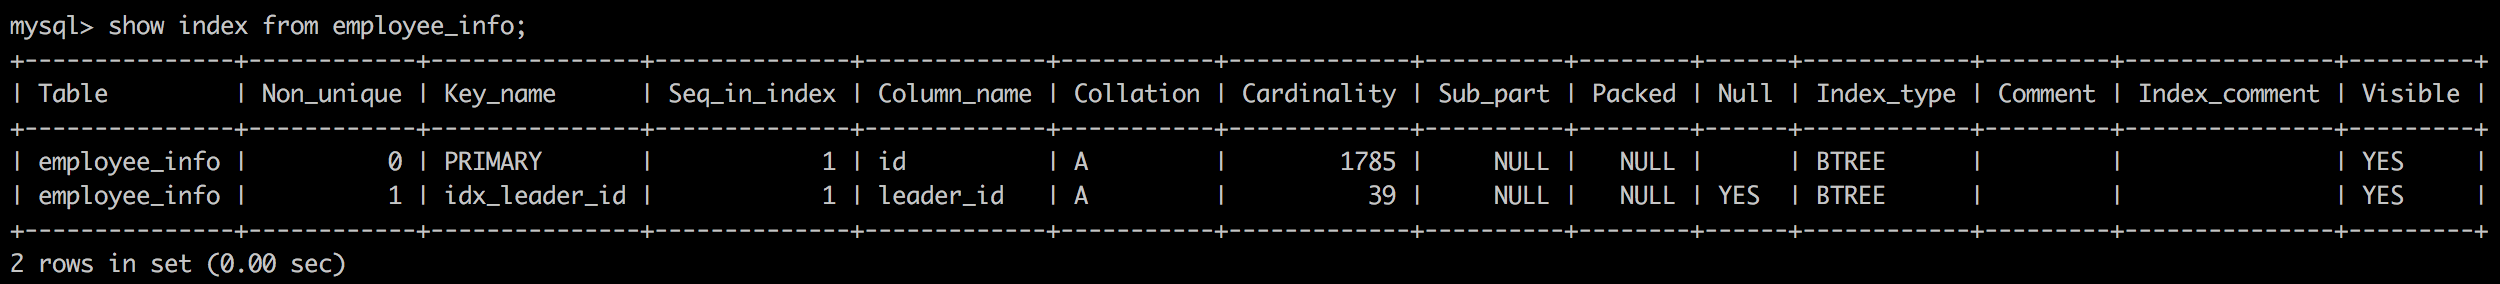 mysql> show index from employee_info;
+---------------+------------+---------------+--------------+-------------+-----------+-------------+----------+--------+------+------------+---------+---------------+---------+
| Table         | Non_unique | Key_name      | Seq_in_index | Column_name | Collation | Cardinality | Sub_part | Packed | Null | Index_type | Comment | Index_comment | Visible |
+---------------+------------+---------------+--------------+-------------+-----------+-------------+----------+--------+------+------------+---------+---------------+---------+
| employee_info |          0 | PRIMARY       |            1 | id          | A         |        1785 |     NULL |   NULL |      | BTREE      |         |               | YES     |
| employee_info |          1 | idx_leader_id |            1 | leader_id   | A         |          39 |     NULL |   NULL | YES  | BTREE      |         |               | YES     |
+---------------+------------+---------------+--------------+-------------+-----------+-------------+----------+--------+------+------------+---------+---------------+---------+
2 rows in set (0.00 sec)